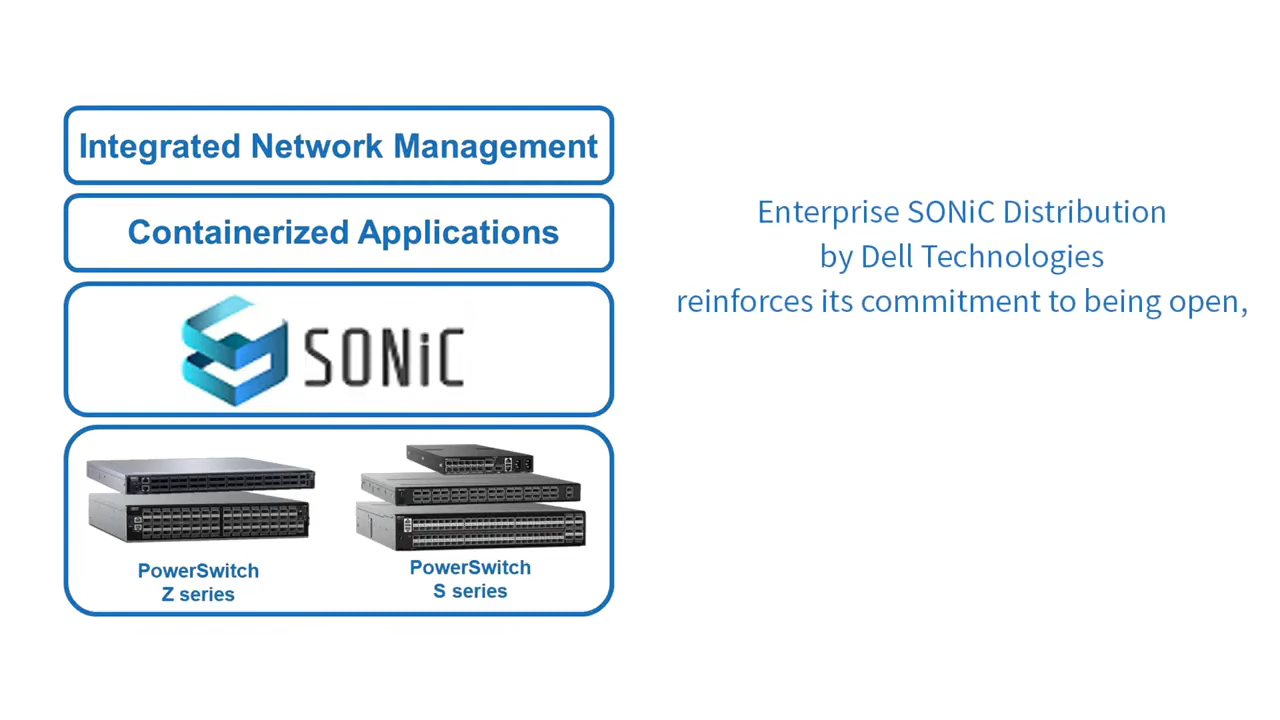 Integrated Network Management
Containerized Applications
SONiC
PowerSwitch
Z series
PowerSwitch
S series
Enterprise SONiC Distribution
by Dell Technologies
reinforces its commitment to being open,